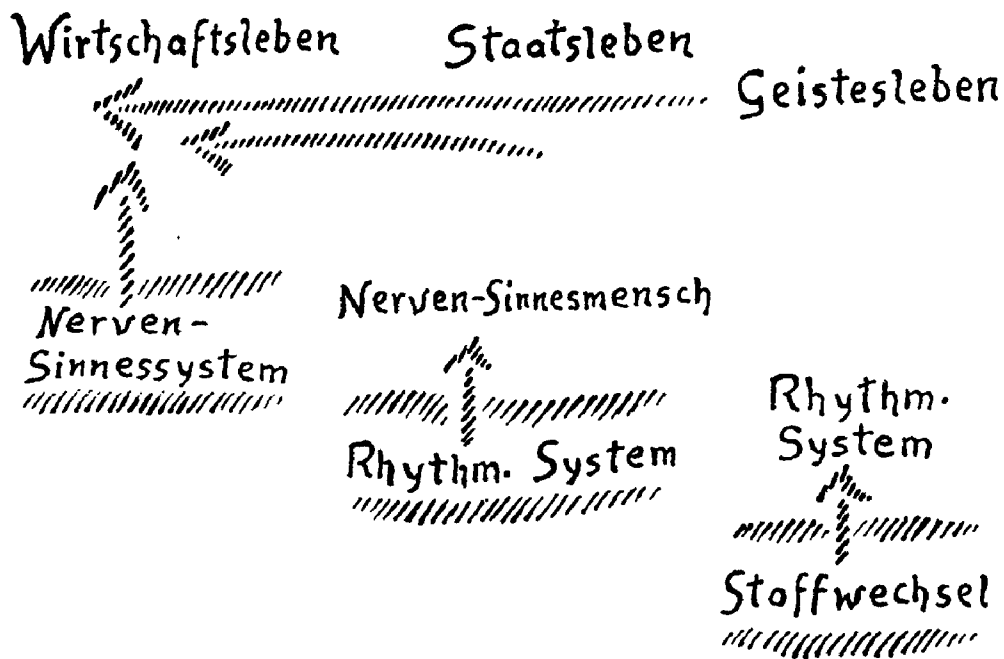 Wirtschaftsleben
Staatsleben
Geistesleben
Nerven-
Sinnessystem
Nerven-Sinnesmensch
Rhythm. System
Rhythm.
System
Stoffwechsel